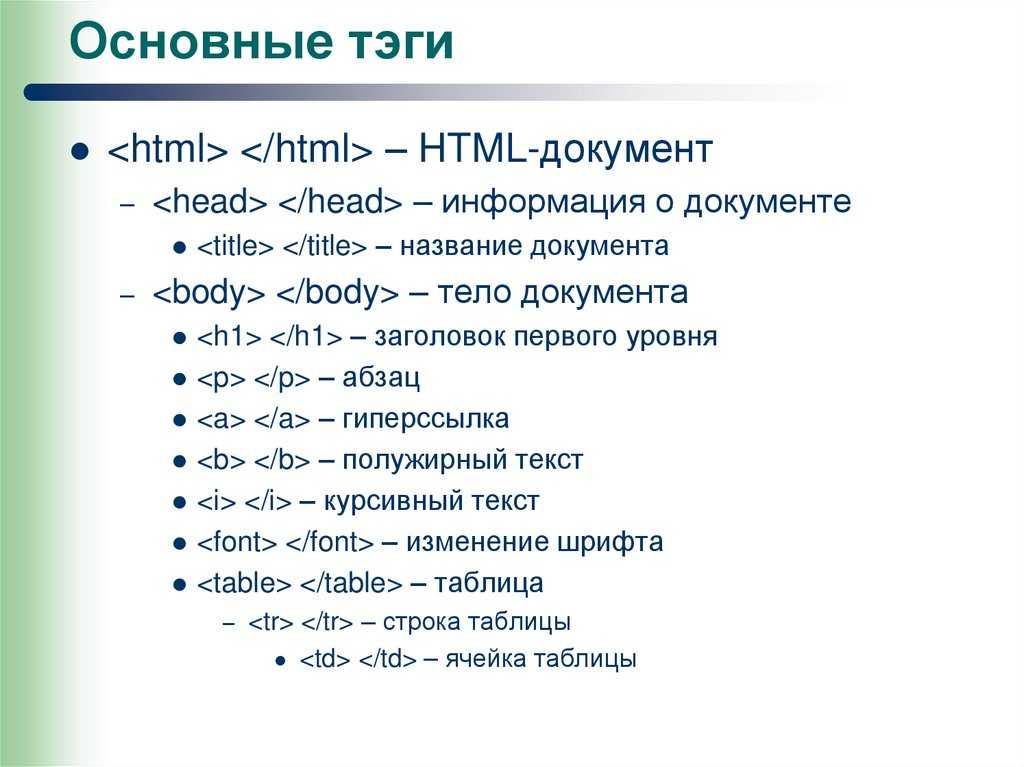 Основные тэги
<html> </html> – HTML-документ
– <head> </head> – информация о документе
<title> </title> – название документа
– <body> </body> – тело документа
<h1> </h1> – заголовок первого уровня
<p> </p> – абзац
<a> </a> – гиперссылка
<b> </b> – полужирный текст
<i> </i> – курсивный текст
<font> </font> – изменение шрифта
<table> </table> – таблица
– <tr> </tr> – строка таблицы
<td> </td> – ячейка таблицы